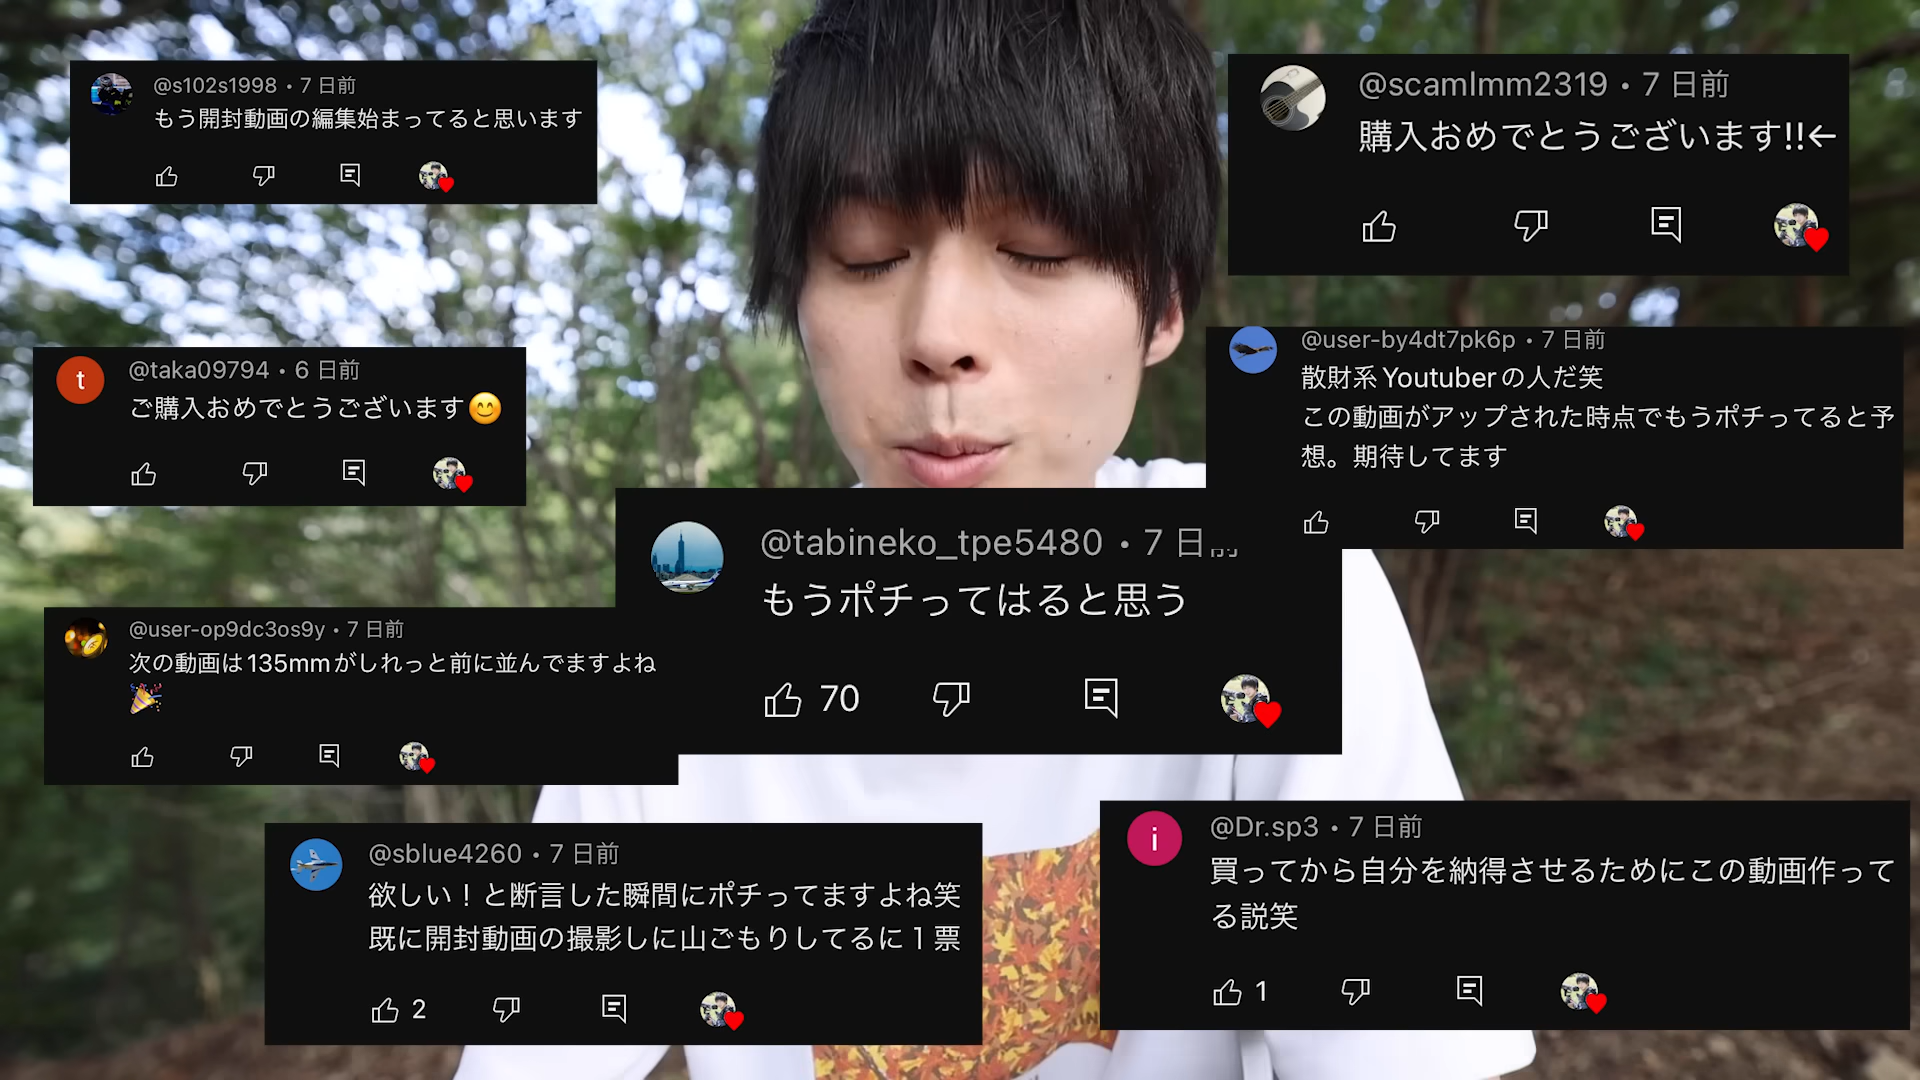 @s102s1998・7 日前
もう開封動画の編集始まってると思います
@scamlmm2319・7 日前
購入おめでとうございます!!←
t
@taka09794・6 日前
ご購入おめでとうございます😊
@user-by4dt7pk6p・7 日前
散財系Youtuberの人だ笑
この動画がアップされた時点でもうポチってると予
想。期待してます
@tabineko_tpe5480・7 日前
もうポチってはると思う
70
@user-op9dc3os9y・7 日前
次の動画は135mmがしれっと前に並んでますよね
🎉
@sblue4260・7 日前
欲しい！と断言した瞬間にポチってますよね笑
既に開封動画の撮影しに山ごもりしてるに１票
2
i
@Dr.sp3・7 日前
買ってから自分を納得させるためにこの動画作って
る説笑
1